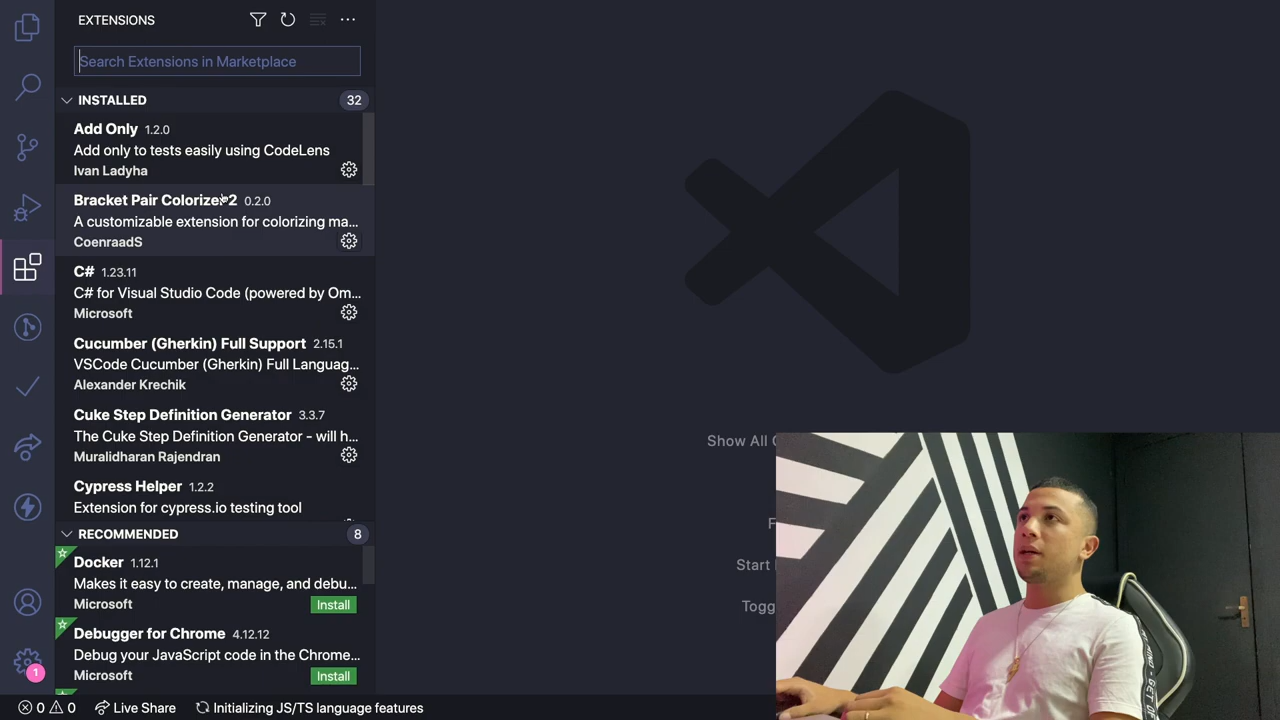 EXTENSIONS
Search Extensions in Marketplace
INSTALLED 32
Add Only 1.2.0
Add only to tests easily using CodeLens
Ivan Ladyha
Bracket Pair Colorizer 2 0.2.0
A customizable extension for colorizing ma...
CoenraadS
C# 1.23.11
C# for Visual Studio Code (powered by Om...
Microsoft
Cucumber (Gherkin) Full Support 2.15.1
VSCode Cucumber (Gherkin) Full Languag...
Alexander Krechik
Cuke Step Definition Generator 3.3.7
The Cuke Step Definition Generator - will h...
Muralidharan Rajendran
Cypress Helper 1.2.2
Extension for cypress.io testing tool
RECOMMENDED 8
Docker 1.12.1
Makes it easy to create, manage, and debu...
Microsoft Install
Debugger for Chrome 4.12.12
Debug your JavaScript code in the Chrome...
Microsoft Install
1
0 0 Live Share Initializing JS/TS language features
Show All
Start
Togg